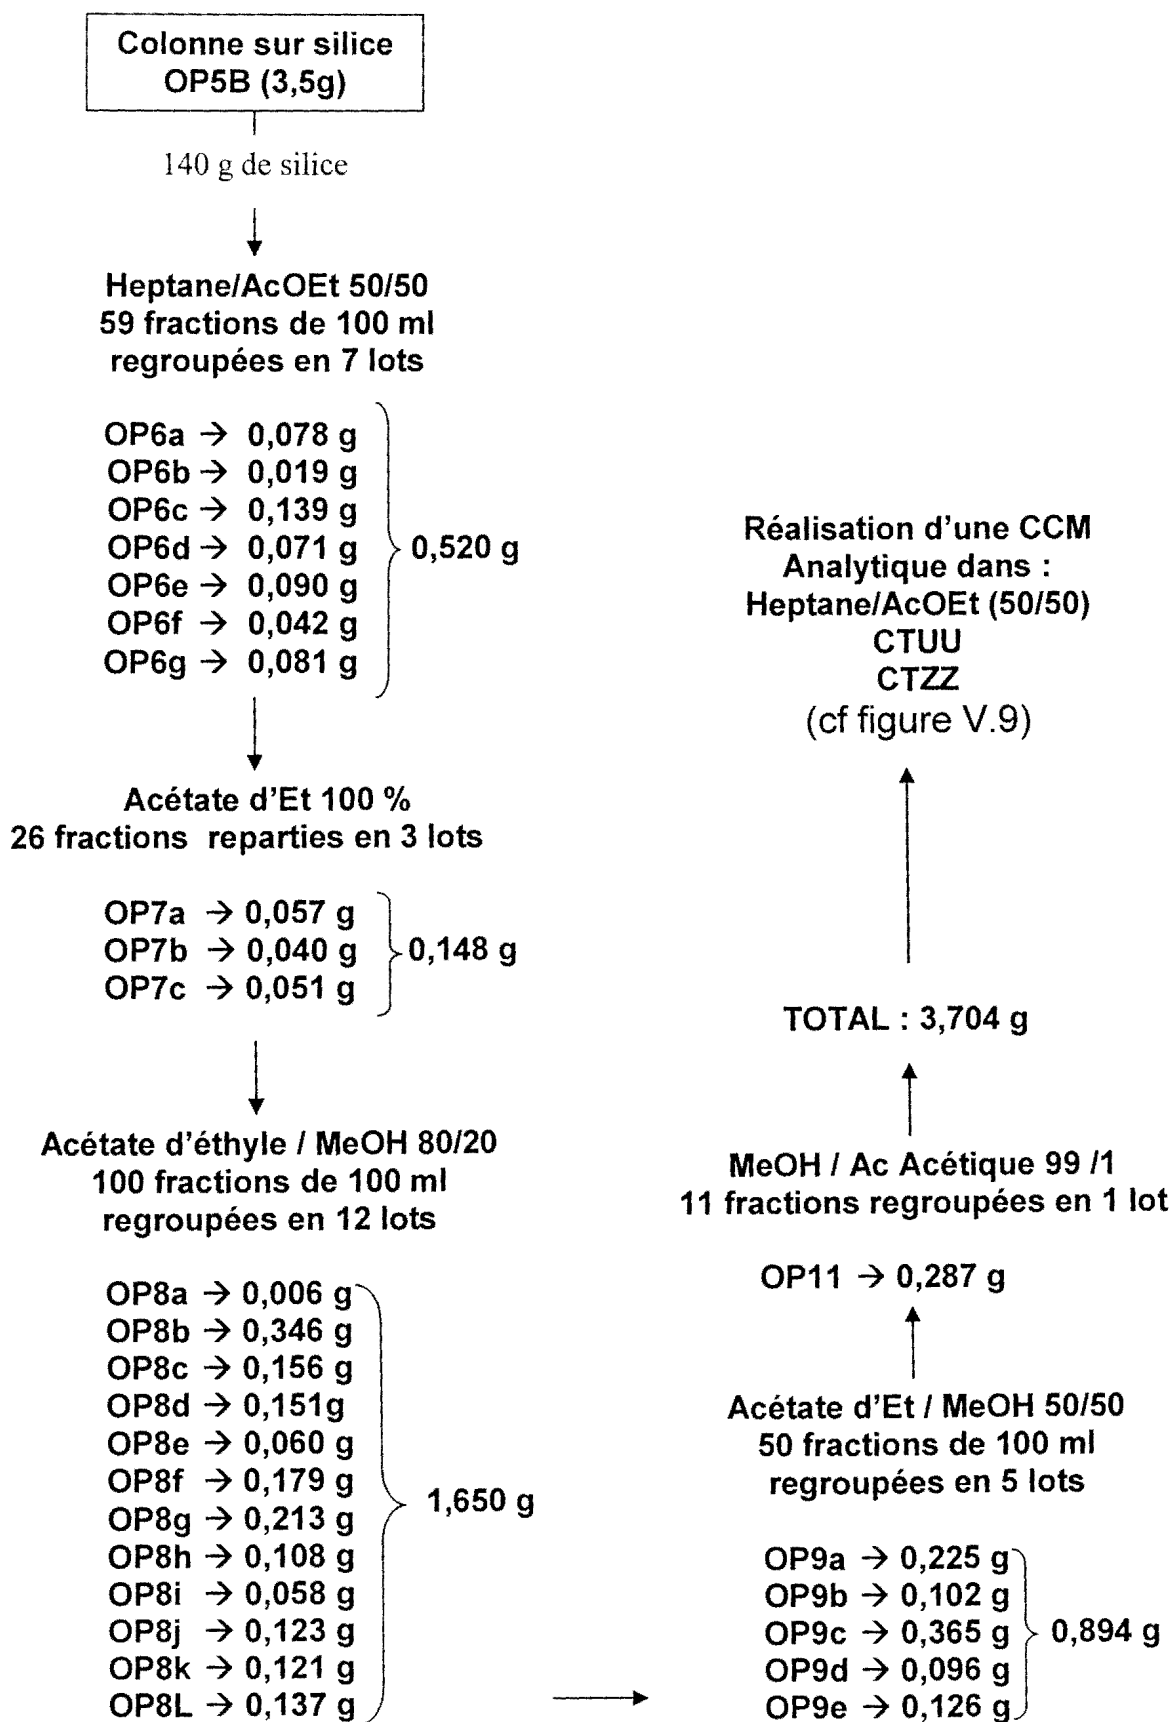 Colonne sur silice
OP5B (3,5g)
140 g de silice
Heptane/AcOEt 50/50
59 fractions de 100 ml
regroupées en 7 lots
OP6a → 0,078 g
OP6b → 0,019 g
OP6c → 0,139 g
OP6d → 0,071 g
OP6e → 0,090 g
OP6f → 0,042 g
OP6g → 0,081 g
0,520 g
Acétate d'Et 100 %
26 fractions reparties en 3 lots
OP7a → 0,057 g
OP7b → 0,040 g
OP7c → 0,051 g
0,148 g
Acétate d'éthyle / MeOH 80/20
100 fractions de 100 ml
regroupées en 12 lots
OP8a → 0,006 g
OP8b → 0,346 g
OP8c → 0,156 g
OP8d → 0,151g
OP8e → 0,060 g
OP8f → 0,179 g
OP8g → 0,213 g
OP8h → 0,108 g
OP8i → 0,058 g
OP8j → 0,123 g
OP8k → 0,121 g
OP8L → 0,137 g
1,650 g
Acétate d'Et / MeOH 50/50
50 fractions de 100 ml
regroupées en 5 lots
OP9a → 0,225 g
OP9b → 0,102 g
OP9c → 0,365 g
OP9d → 0,096 g
OP9e → 0,126 g
0,894 g
MeOH / Ac Acétique 99 /1
11 fractions regroupées en 1 lot
OP11 → 0,287 g
TOTAL : 3,704 g
Réalisation d'une CCM
Analytique dans :
Heptane/AcOEt (50/50)
CTUU
CTZZ
(cf figure V.9)